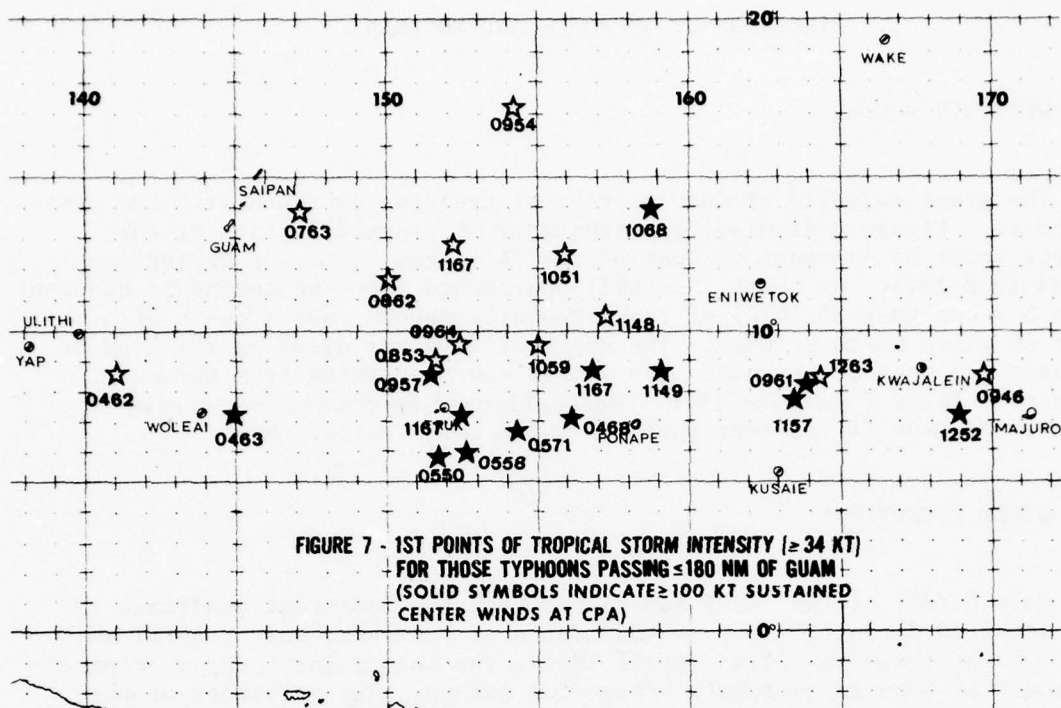 20°
WAKE
140
150
160
170
0954
SAIPAN
0763
GUAM
1068
1167
1051
0862
ENIWETOK
ULITHI
0964
1148
10°
YAP
0853
1059
0961
1263
KWAJALEIN
0957
1167
1149
0462
0946
WOLEAI
0463
0468
1157
1252
MAJURO
PONAPE
0571
0558
0550
KUSAIE
FIGURE 7 - 1ST POINTS OF TROPICAL STORM INTENSITY (≥ 34 KT)
FOR THOSE TYPHOONS PASSING ≤180 NM OF GUAM
(SOLID SYMBOLS INDICATE ≥100 KT SUSTAINED
CENTER WINDS AT CPA)
0°